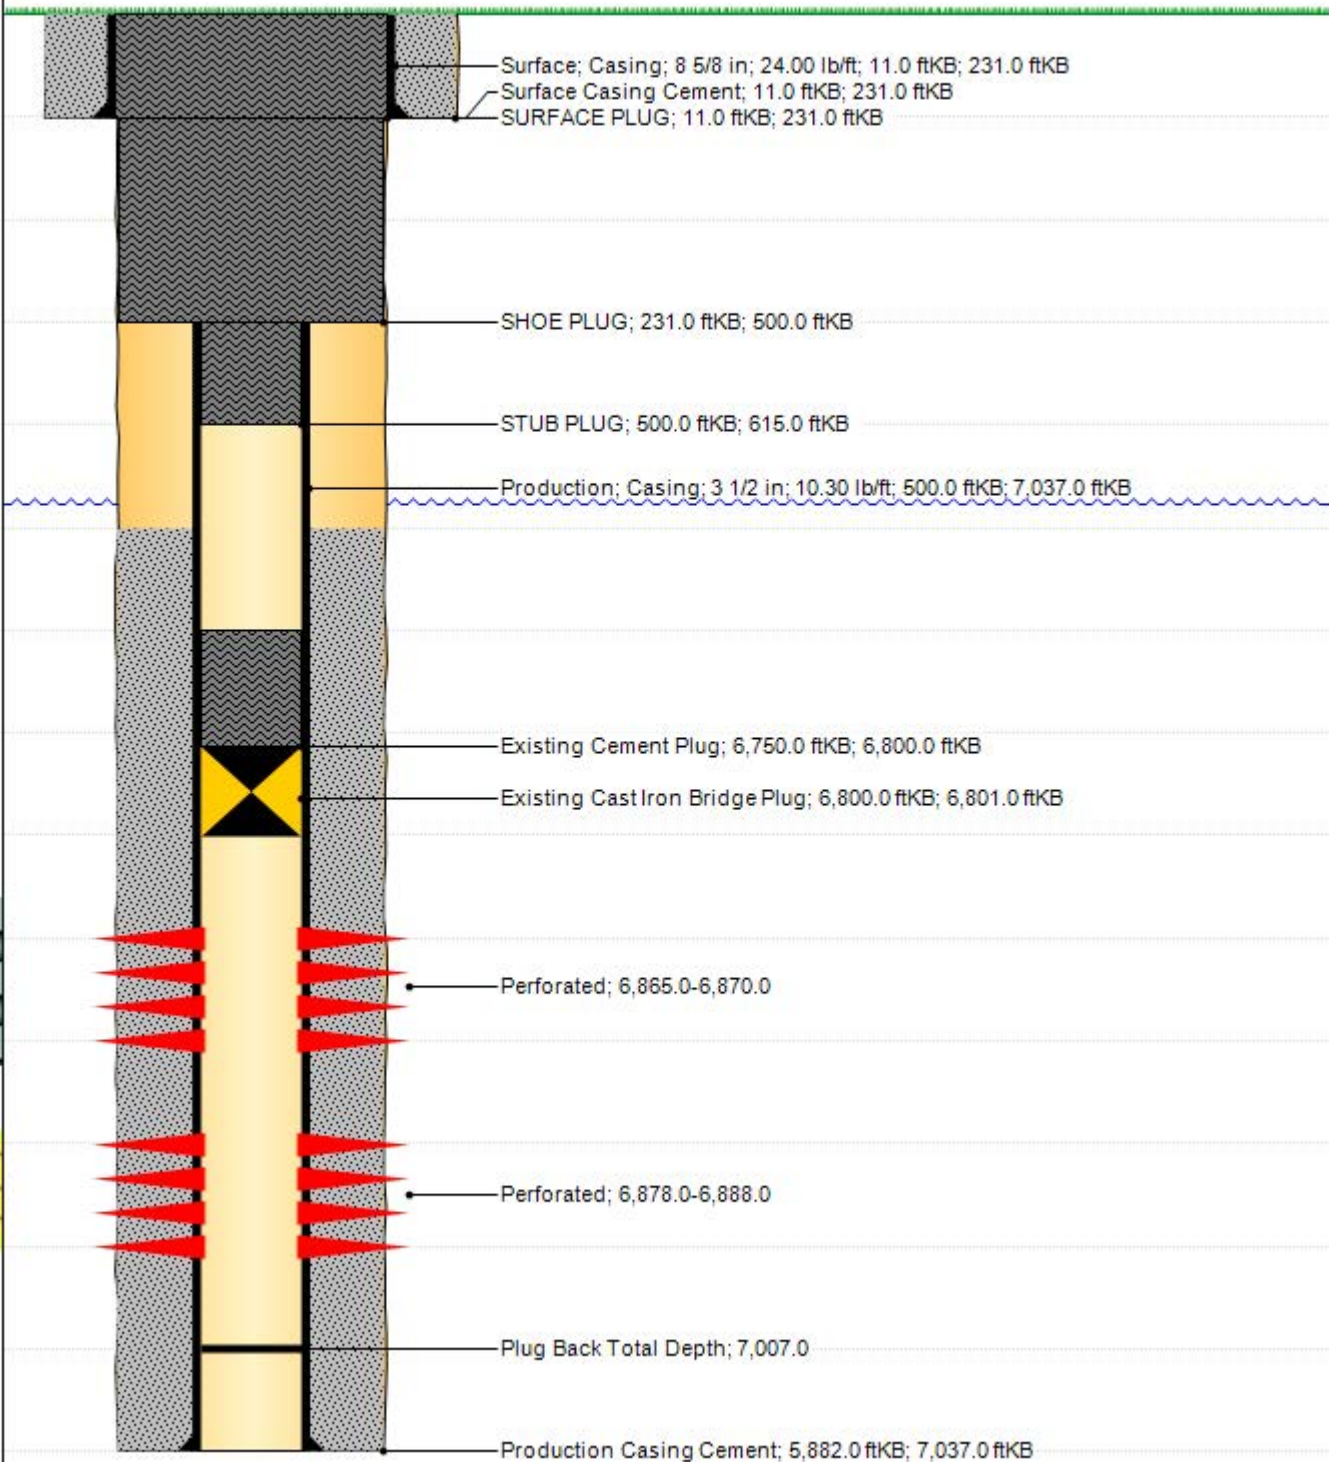 Surface; Casing; 8 5/8 in; 24.00 lb/ft; 11.0 ftKB; 231.0 ftKB
Surface Casing Cement; 11.0 ftKB; 231.0 ftKB
SURFACE PLUG; 11.0 ftKB; 231.0 ftKB
SHOE PLUG; 231.0 ftKB; 500.0 ftKB
STUB PLUG; 500.0 ftKB; 615.0 ftKB
Production; Casing; 3 1/2 in; 10.30 lb/ft; 500.0 ftKB; 7,037.0 ftKB
Existing Cement Plug; 6,750.0 ftKB; 6,800.0 ftKB
Existing Cast Iron Bridge Plug; 6,800.0 ftKB; 6,801.0 ftKB
Perforated; 6,865.0-6,870.0
Perforated; 6,878.0-6,888.0
Plug Back Total Depth; 7,007.0
Production Casing Cement; 5,882.0 ftKB; 7,037.0 ftKB